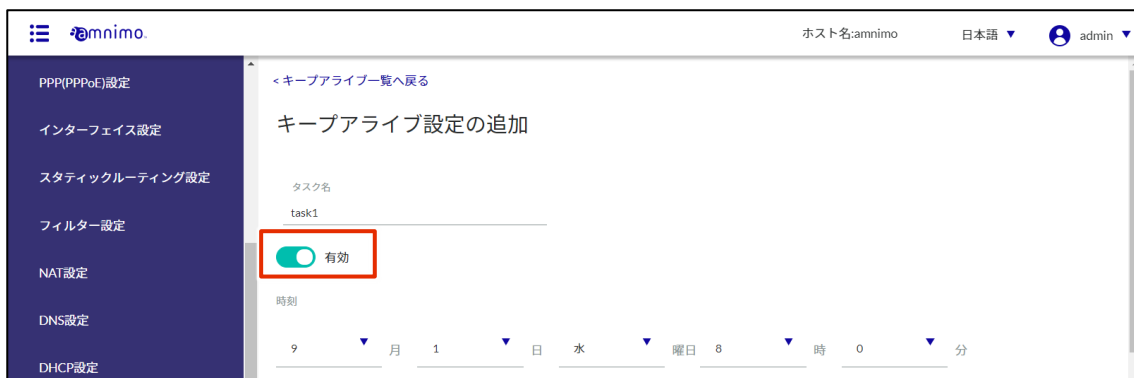 amnimo.
ホスト名:amnimo
日本語 ▼
admin ▼
PPP(PPPoE)設定
インターフェイス設定
スタティックルーティング設定
フィルター設定
NAT設定
DNS設定
DHCP設定
< キープアライブ一覧へ戻る
キープアライブ設定の追加
タスク名
task1
有効
時刻
9 ▼ 月 1 ▼ 日 水 ▼ 曜日 8 ▼ 時 0 ▼ 分